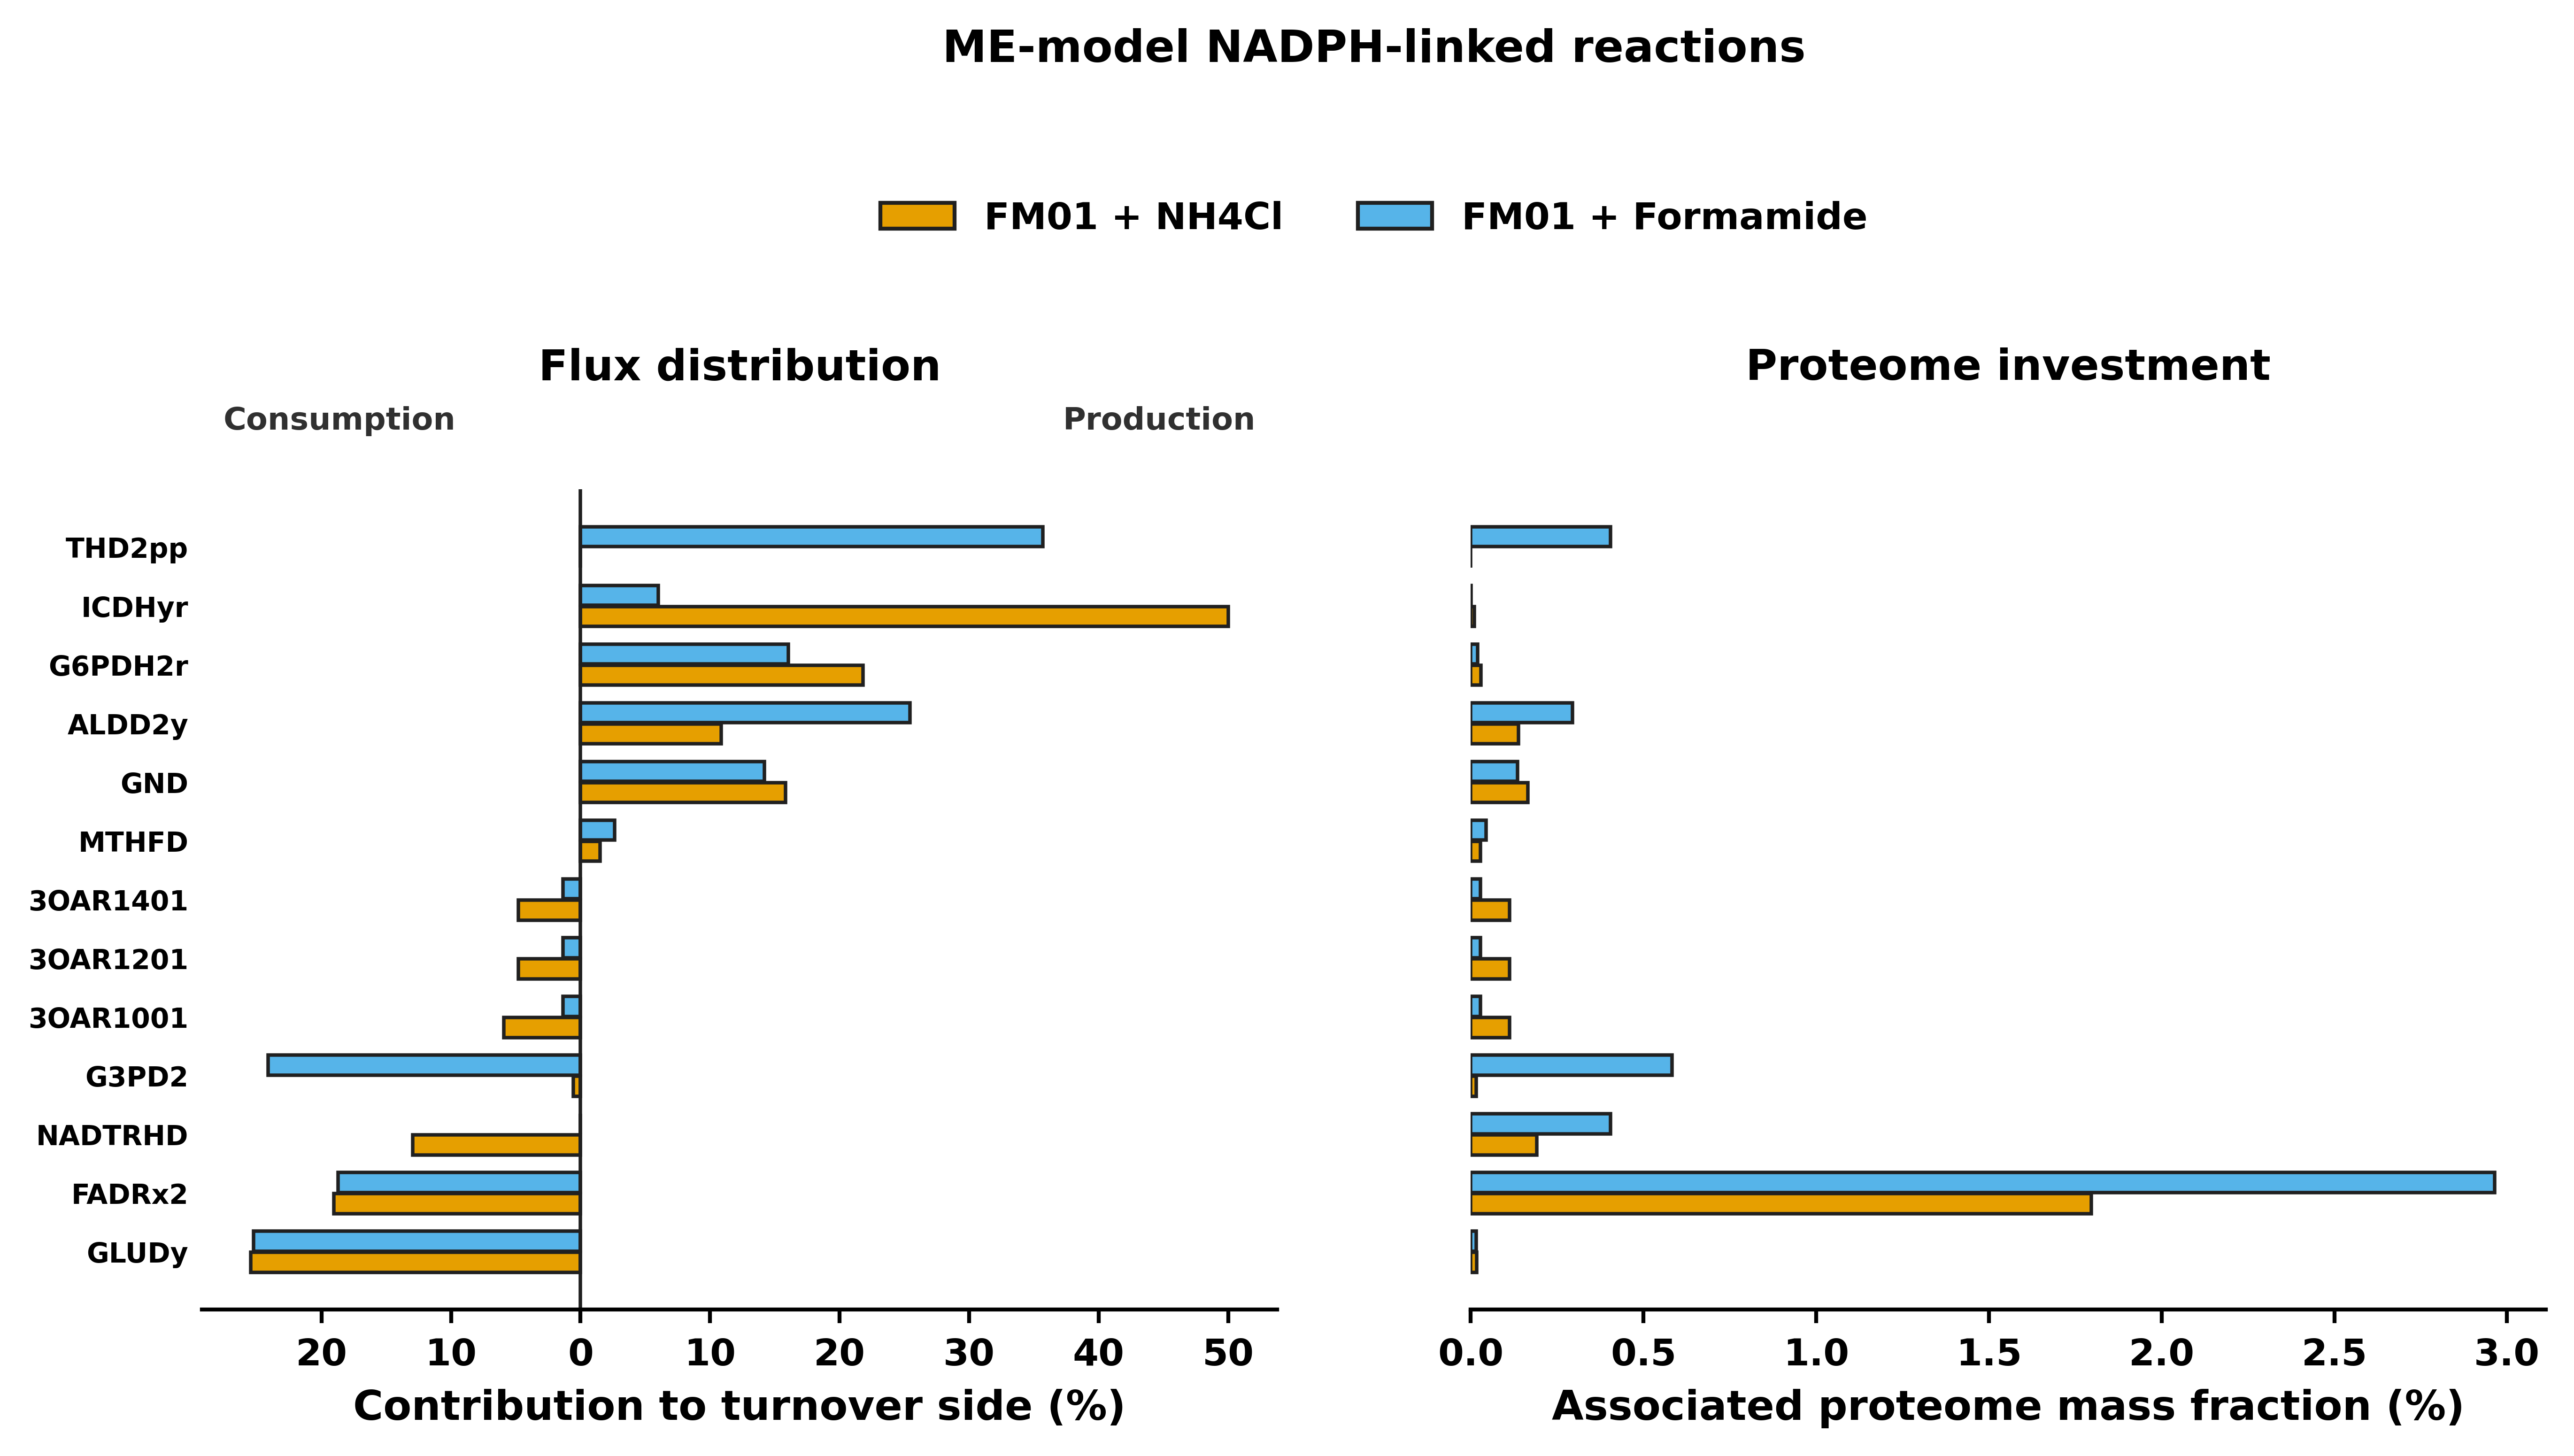 ME-model NADPH-linked reactions
FM01 + NH4Cl FM01 + Formamide
Flux distribution
Consumption Production
THD2pp
ICDHyr
G6PDH2r
ALDD2y
GND
MTHFD
3OAR1401
3OAR1201
3OAR1001
G3PD2
NADTRHD
FADRx2
GLUDy
20 10 0 10 20 30 40 50
Contribution to turnover side (%)
Proteome investment
0.0 0.5 1.0 1.5 2.0 2.5 3.0
Associated proteome mass fraction (%)